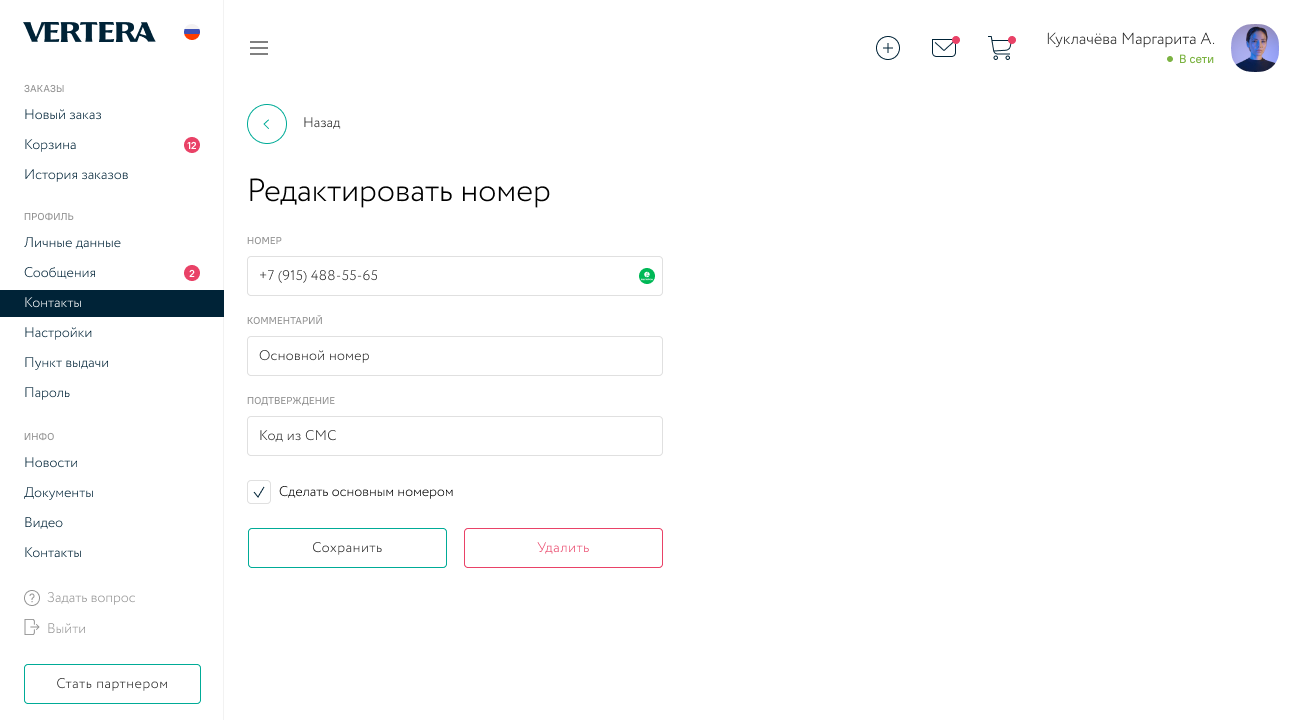 VERTERA
ЗАКАЗЫ
Новый заказ
Корзина
12
История заказов
ПРОФИЛЬ
Личные данные
Сообщения
2
Контакты
Настройки
Пункт выдачи
Пароль
ИНФО
Новости
Документы
Видео
Контакты
Задать вопрос
Выйти
Стать партнером
Куклачёва Маргарита А.
В сети
Назад
Редактировать номер
НОМЕР
+7 (915) 488-55-65
КОММЕНТАРИЙ
Основной номер
ПОДТВЕРЖДЕНИЕ
Код из СМС
Сделать основным номером
Сохранить
Удалить